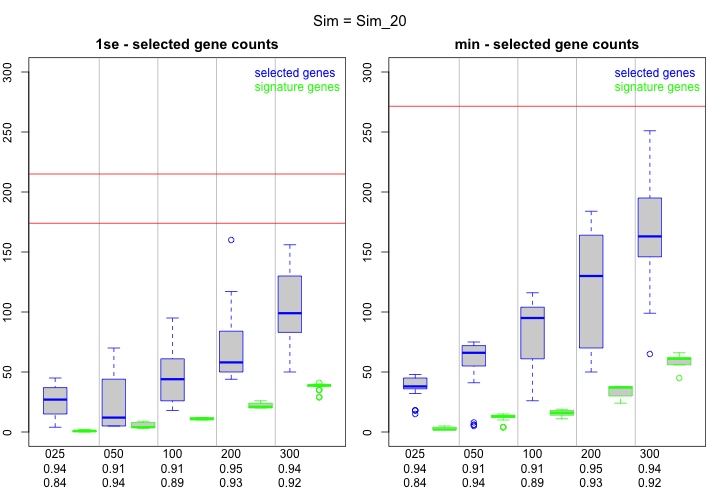 Sim = Sim_20
1se - selected gene counts
selected genes
signature genes
300
250
200
150
100
50
0
025 050 100 200 300
0.94 0.91 0.91 0.95 0.94
0.84 0.94 0.89 0.93 0.92
min - selected gene counts
selected genes
signature genes
300
250
200
150
100
50
0
025 050 100 200 300
0.94 0.91 0.91 0.95 0.94
0.84 0.94 0.89 0.93 0.92